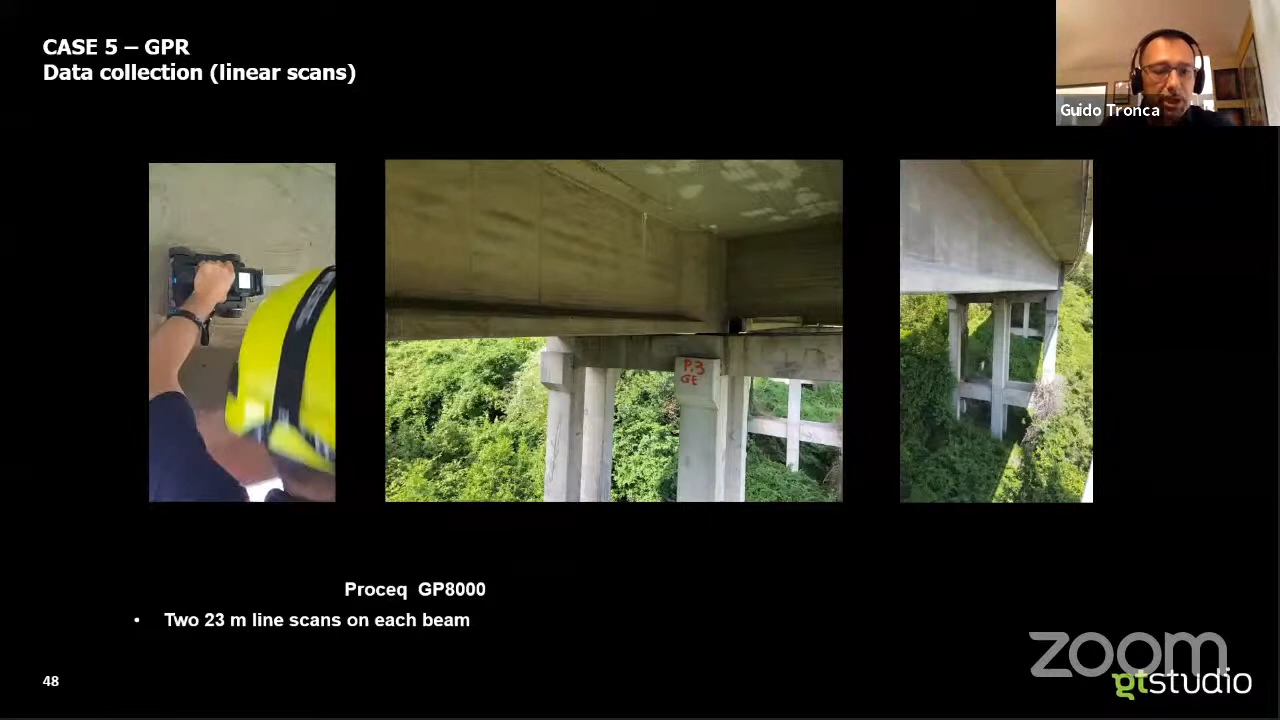 CASE 5 – GPR
Data collection (linear scans)
Guido Tronca
P.3
GE
Proceq GP8000
• Two 23 m line scans on each beam
48
zoom
gtstudio